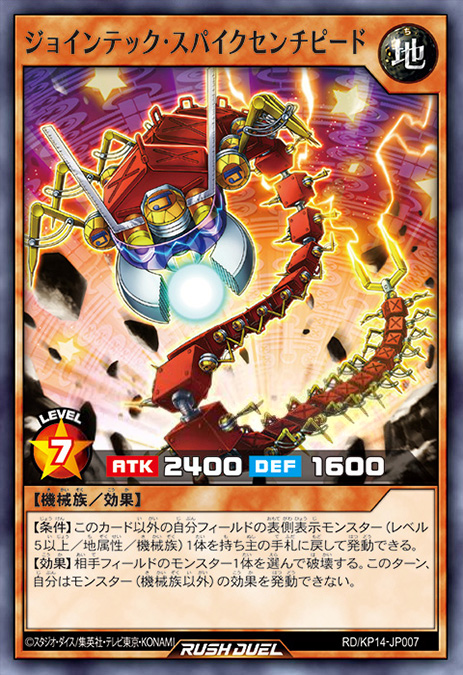 ジョインテック・スパイクセンチピード
地
LEVEL
7
ATK 2400 DEF 1600
【機械族／効果】
【条件】このカード以外の自分フィールドの表側表示モンスター（レベル
5以上／地属性／機械族）1体を持ち主の手札に戻して発動できる。
【効果】相手フィールドのモンスター1体を選んで破壊する。このターン、
自分はモンスター（機械族以外）の効果を発動できない。
©スタジオ・ダイス/集英社・テレビ東京・KONAMI
RUSH DUEL
RD/KP14-JP007